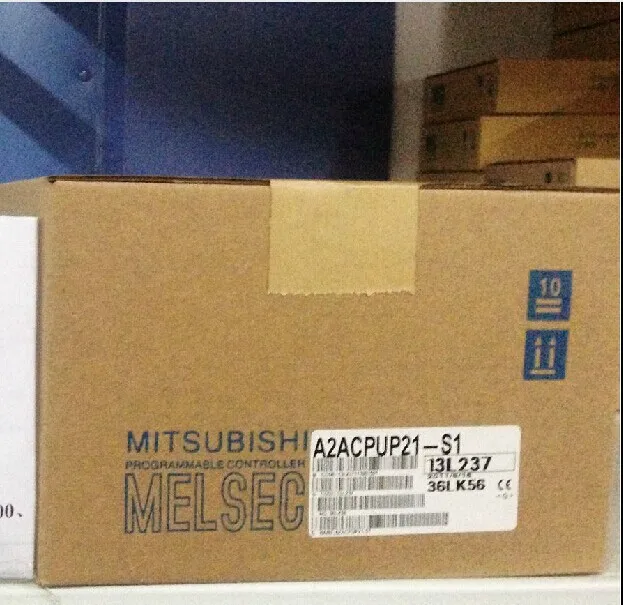 10
MITSUBISHI
PROGRAMMABLE CONTROLLER
MELSEC
A2ACPUP21-S1
13L237
36LK56 CE
00、